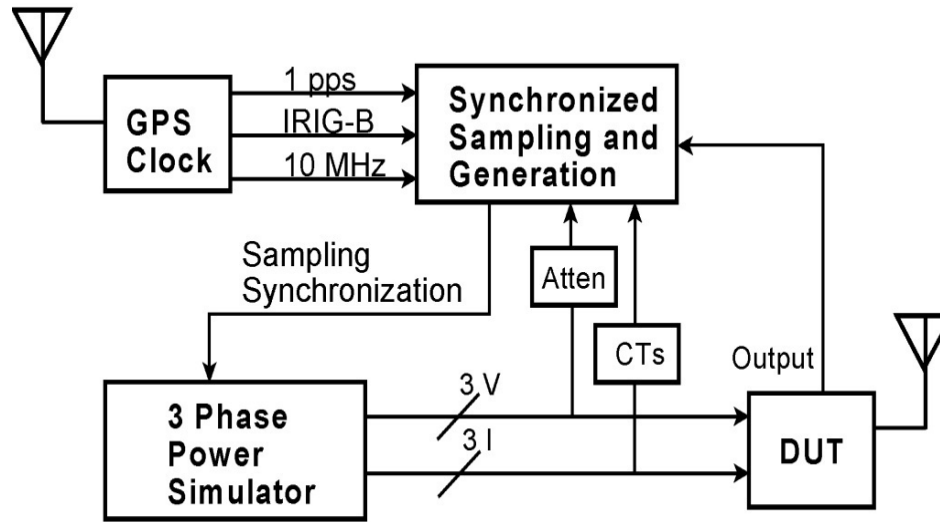 1 pps
GPS
Clock
IRIG-B
10 MHz
Synchronized
Sampling and
Generation
Sampling
Synchronization
Atten
CTs
Output
3 Phase
Power
Simulator
3 V
3 I
DUT